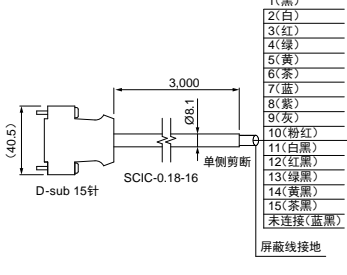 1(黑)
2(白)
3(红)
4(绿)
5(黄)
6(茶)
7(蓝)
8(紫)
9(灰)
10(粉红)
11(白黑)
12(红黑)
13(绿黑)
14(黄黑)
15(茶黑)
未连接(蓝黑)
屏蔽线接地
3,000
Ø8.1
(40.5)
单侧剪断
SCIC-0.18-16
D-sub 15针